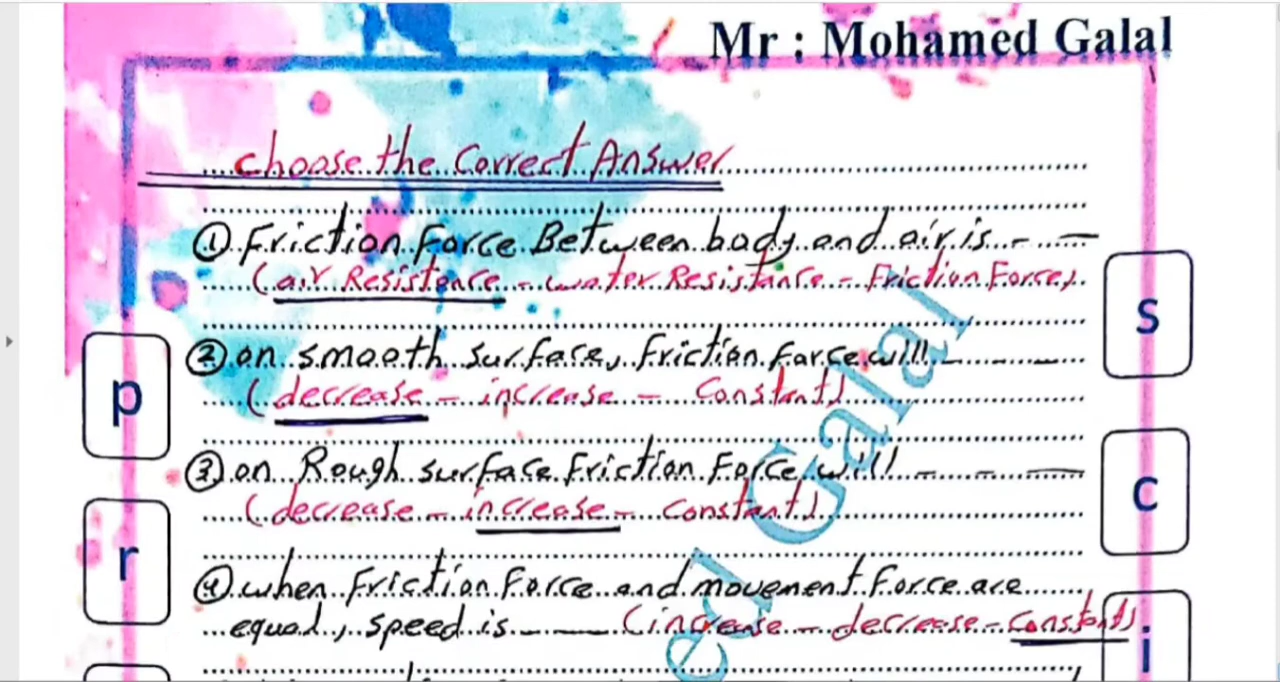 Mr : Mohamed Galal
choose the Correct Answer
① Friction Force Between body and air is - - —
(air Resistance - water Resistance - Friction Force).
② on smooth surface, Friction Force will - — - —
(decrease - increase - Constant)
③ on Rough surface Friction Force will - - - —
(decrease - increase - constant)
④ when Friction Force and movement Force are
equal, speed is - — — (increase - decrease - constant)
s
p
c
r
i
ed Galal